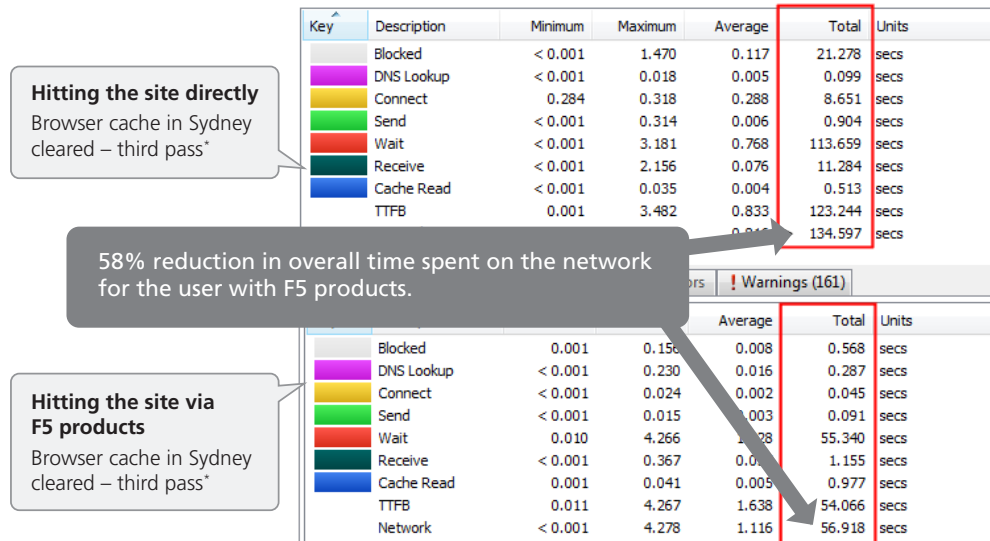 Key Description Minimum Maximum Average Total Units
Blocked < 0.001 1.470 0.117 21.278 secs
DNS Lookup < 0.001 0.018 0.005 0.099 secs
Hitting the site directly
Browser cache in Sydney
cleared – third pass*
Connect 0.284 0.318 0.288 8.651 secs
Send < 0.001 0.314 0.006 0.904 secs
Wait < 0.001 3.181 0.768 113.659 secs
Receive < 0.001 2.156 0.076 11.284 secs
Cache Read < 0.001 0.035 0.004 0.513 secs
TTFB 0.001 3.482 0.833 123.244 secs
134.597 secs
58% reduction in overall time spent on the network
for the user with F5 products.
! Warnings (161)
Average Total Units
Blocked 0.001 0.156 0.008 0.568 secs
DNS Lookup < 0.001 0.230 0.016 0.287 secs
Hitting the site via
F5 products
Browser cache in Sydney
cleared – third pass*
Connect < 0.001 0.024 0.002 0.045 secs
Send < 0.001 0.015 0.003 0.091 secs
Wait 0.010 4.266 55.340 secs
Receive < 0.001 0.367 1.155 secs
Cache Read 0.001 0.041 0.005 0.977 secs
TTFB 0.011 4.267 1.638 54.066 secs
Network < 0.001 4.278 1.116 56.918 secs